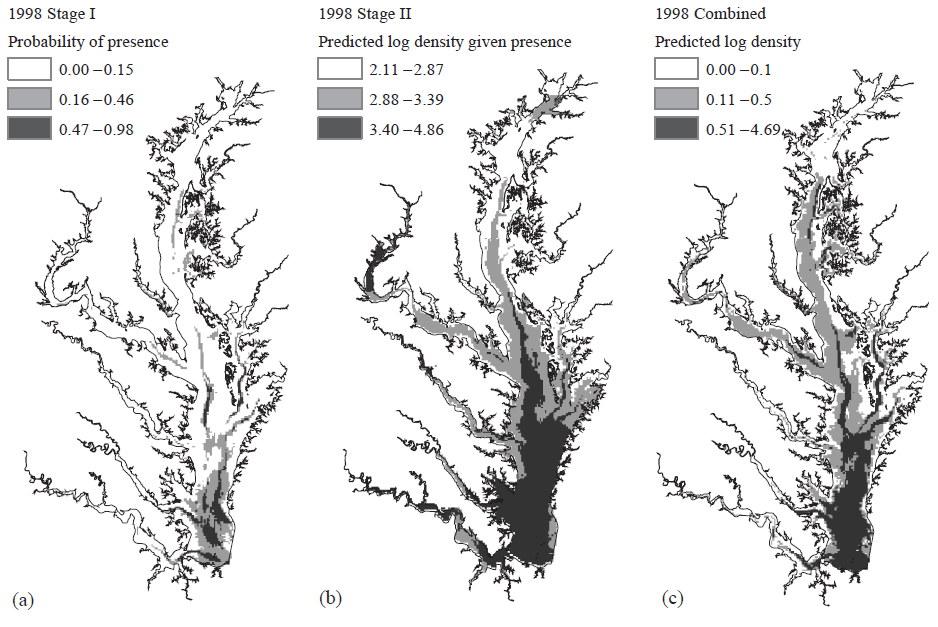 1998 Stage I
Probability of presence
0.00 – 0.15
0.16 – 0.46
0.47 – 0.98
(a)
1998 Stage II
Predicted log density given presence
2.11 – 2.87
2.88 – 3.39
3.40 – 4.86
(b)
1998 Combined
Predicted log density
0.00 – 0.1
0.11 – 0.5
0.51 – 4.69
(c)